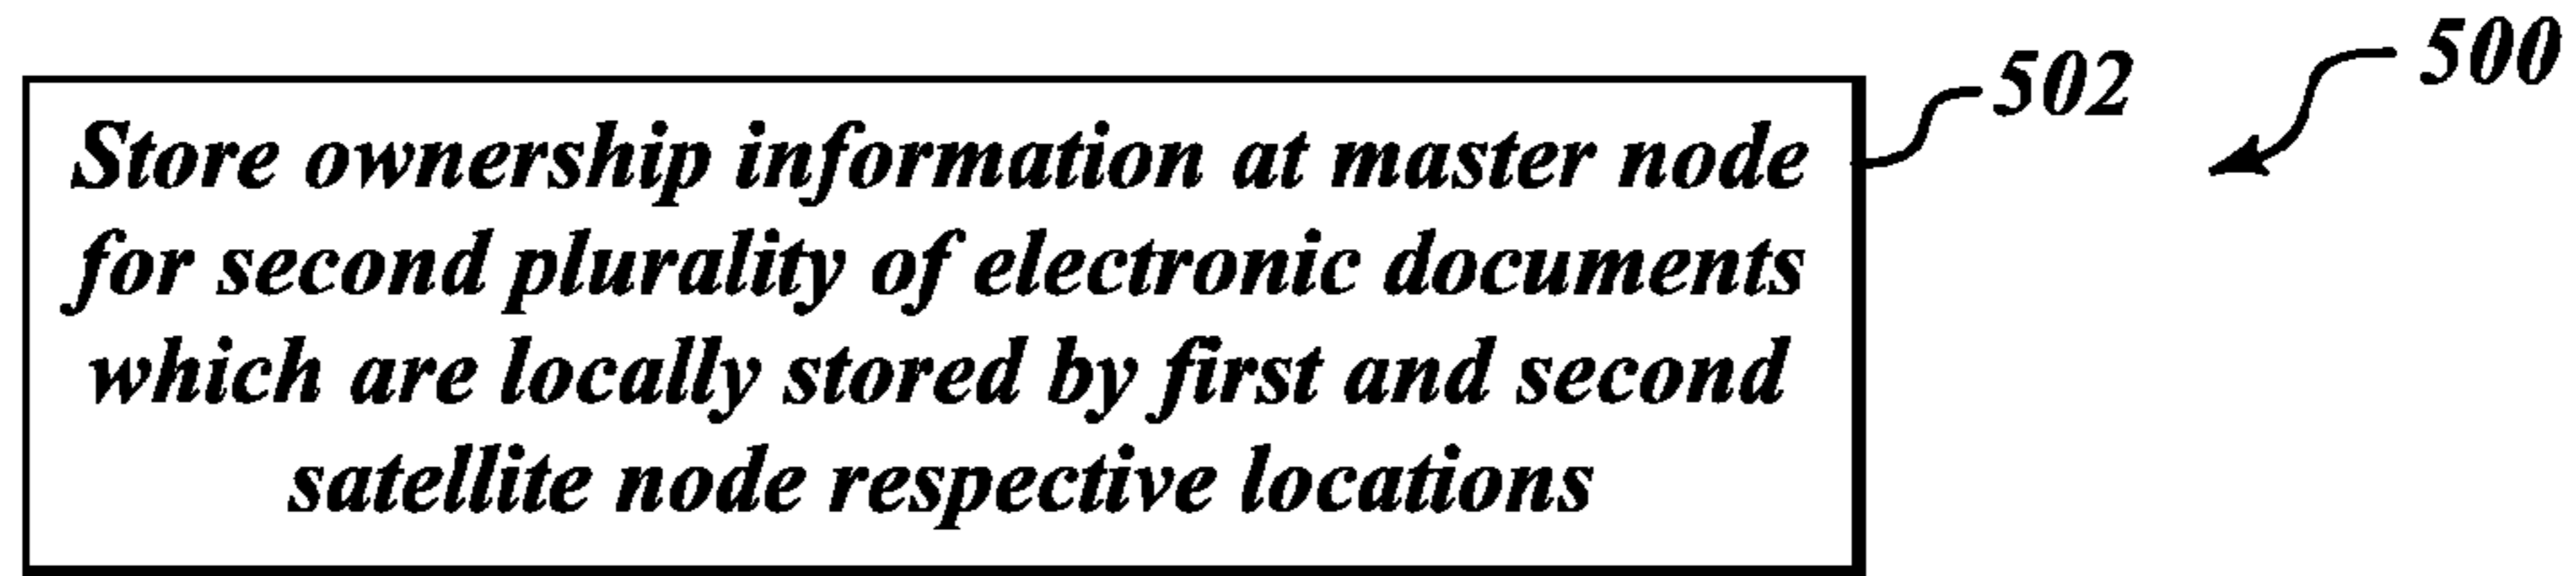 500
502
Store ownership information at master node
for second plurality of electronic documents
which are locally stored by first and second
satellite node respective locations